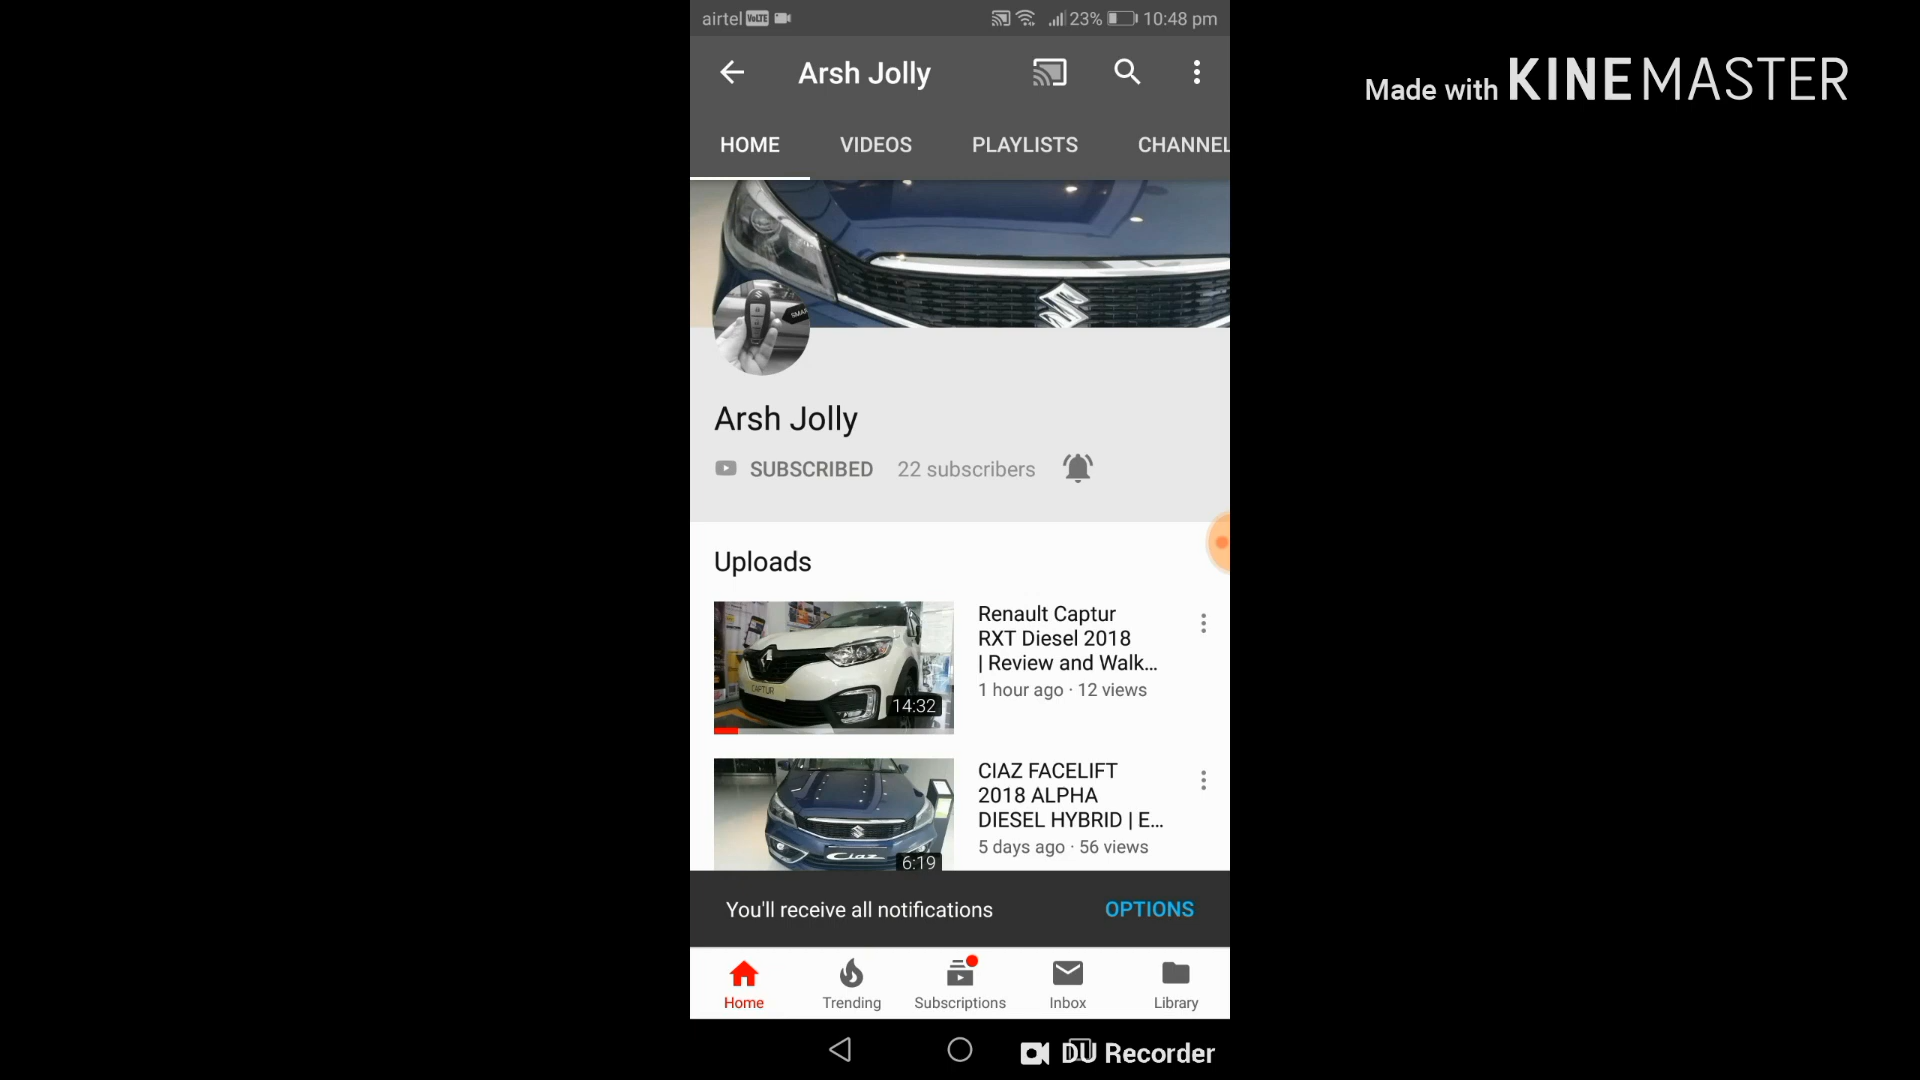 airtel VoLTE 23% 10:48 pm
Made with KINEMASTER
Arsh Jolly
HOME VIDEOS PLAYLISTS CHANNEL
Arsh Jolly
SUBSCRIBED 22 subscribers
Uploads
Renault Captur
RXT Diesel 2018
| Review and Walk...
1 hour ago · 12 views
CAPTUR
14:32
CIAZ FACELIFT
2018 ALPHA
DIESEL HYBRID | E...
5 days ago · 56 views
Ciaz
6:19
You'll receive all notifications OPTIONS
Home Trending Subscriptions Inbox Library
DU Recorder